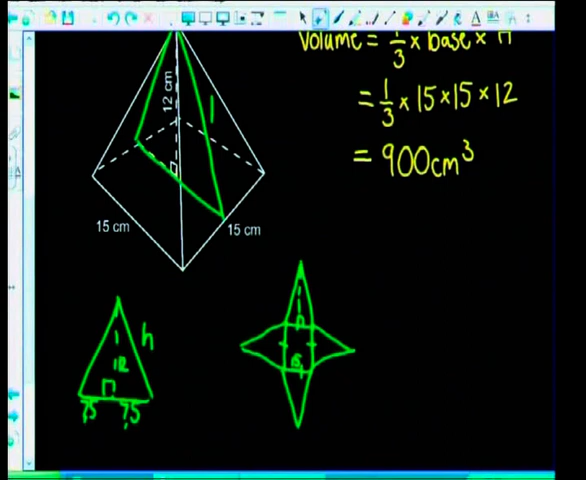 Volume = 1/3 × base × h
= 1/3 × 15 × 15 × 12
= 900cm³
12 cm
l
15 cm
15 cm
h
12
7.5 7.5
h
15